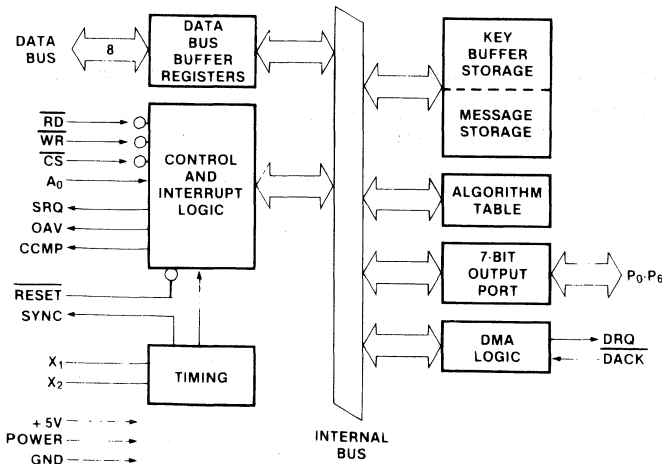 DATA
BUS
8
DATA
BUS
BUFFER
REGISTERS
RD
WR
CS
A0
SRQ
OAV
CCMP
CONTROL
AND
INTERRUPT
LOGIC
RESET
SYNC
X1
X2
TIMING
+ 5V
POWER
GND
INTERNAL
BUS
KEY
BUFFER
STORAGE
MESSAGE
STORAGE
ALGORITHM
TABLE
7-BIT
OUTPUT
PORT
P0-P6
DMA
LOGIC
DRQ
DACK